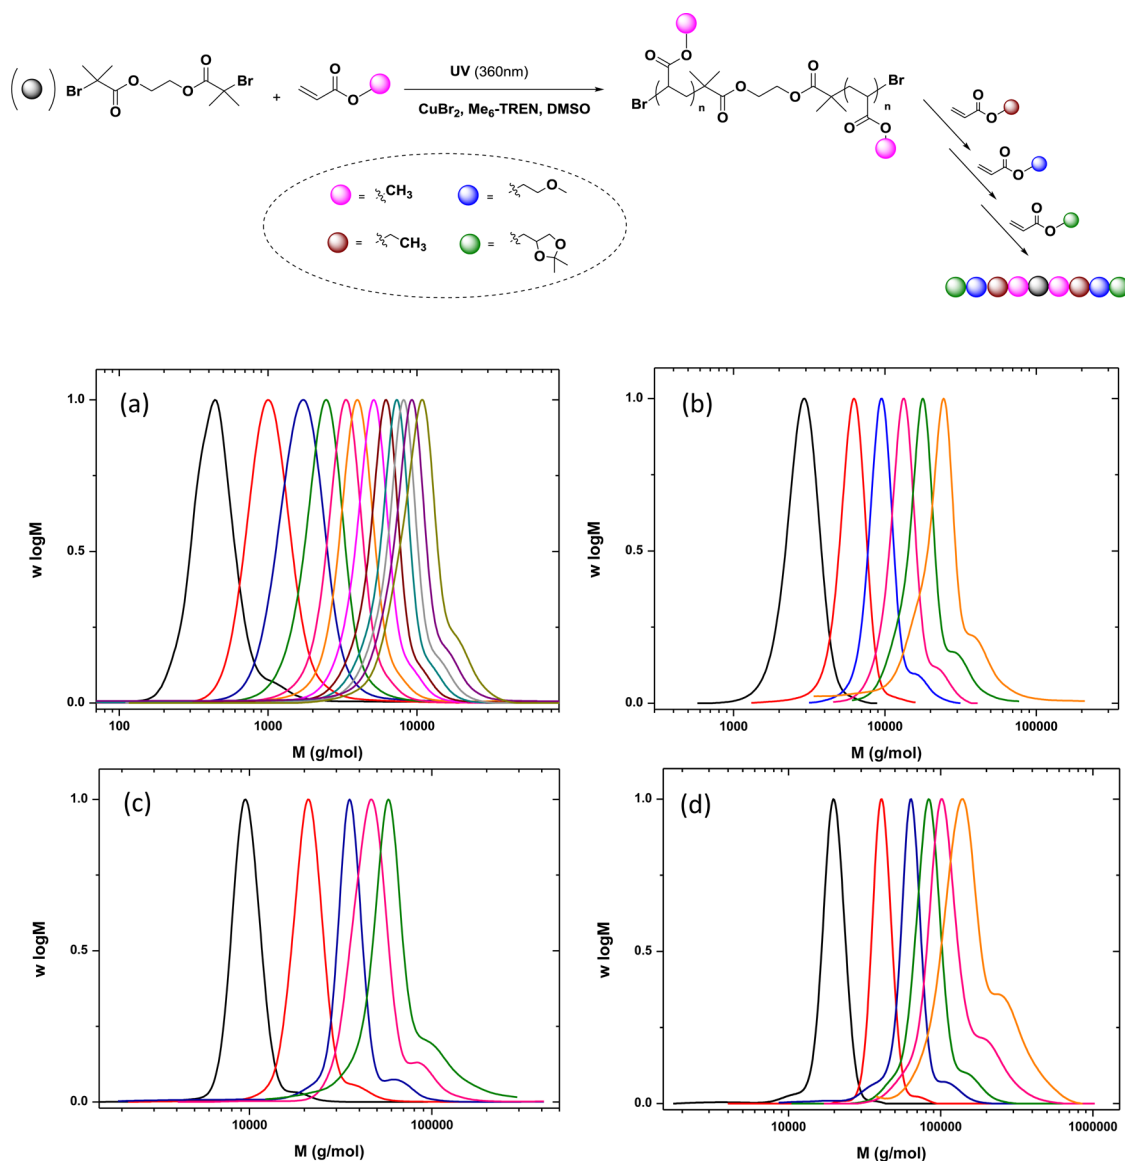 Br
O
O
O
O
Br
+
O
O
UV (360nm)
CuBr2, Me6-TREN, DMSO
O
O
Br
n
O
O
O
O
n
Br
O
O
O
O
O
O
O
O
= CH3
= O
= CH3
= O
O
(a)
100
1000
10000
1.0
0.5
0.0
w logM
M (g/mol)
(b)
1000
10000
100000
1.0
0.5
0.0
w logM
M (g/mol)
(c)
10000
100000
1.0
0.5
0.0
w logM
M (g/mol)
(d)
10000
100000
1000000
1.0
0.5
0.0
w logM
M (g/mol)